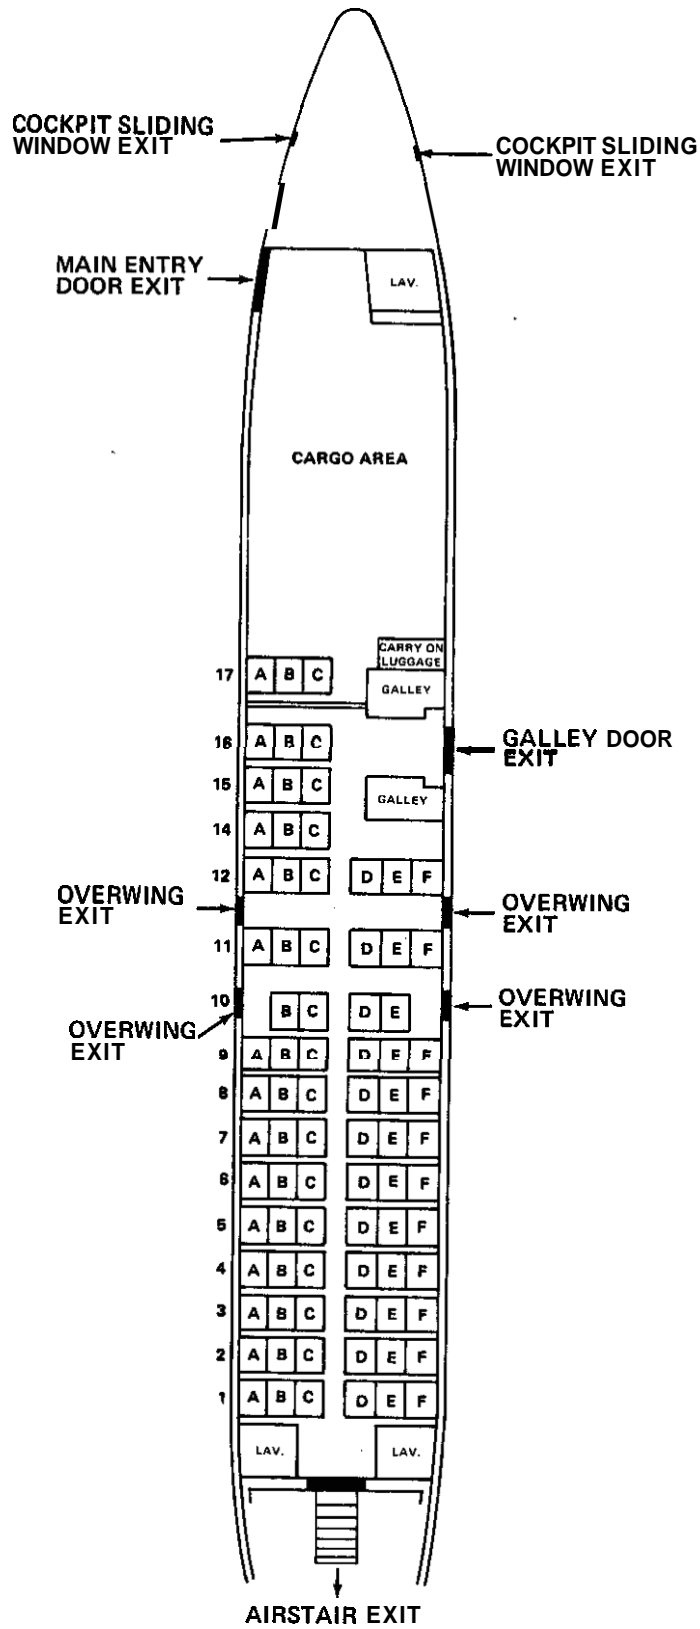 COCKPIT SLIDING
WINDOW EXIT
COCKPIT SLIDING
WINDOW EXIT
MAIN ENTRY
DOOR EXIT
LAV.
CARGO AREA
CARRY ON
LUGGAGE
17 A B C
GALLEY
16 A B C
GALLEY DOOR
EXIT
15 A B C
GALLEY
14 A B C
12 A B C D E F
OVERWING
EXIT
OVERWING
EXIT
11 A B C D E F
10 B C D E
OVERWING
EXIT
OVERWING
EXIT
9 A B C D E F
8 A B C D E F
7 A B C D E F
6 A B C D E F
5 A B C D E F
4 A B C D E F
3 A B C D E F
2 A B C D E F
1 A B C D E F
LAV. LAV.
AIRSTAIR EXIT